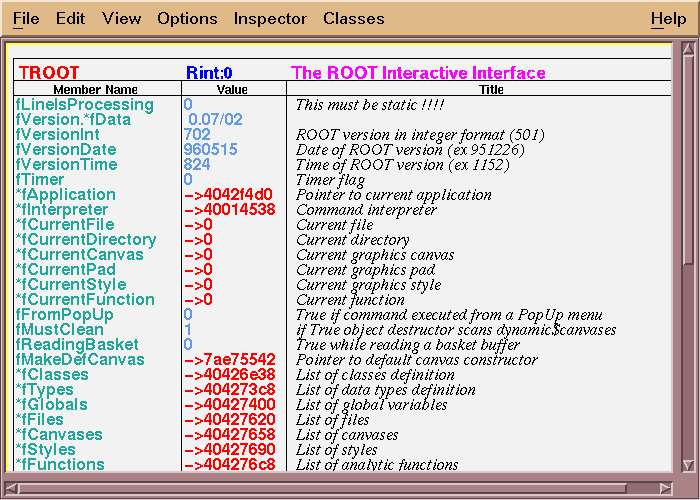 File Edit View Options Inspector Classes Help
TROOT Rint:0 The ROOT Interactive Interface
Member Name Value Title
fLineIsProcessing 0 This must be static !!!!
fVersion.*fData 0.07/02
fVersionInt 702 ROOT version in integer format (501)
fVersionDate 960515 Date of ROOT version (ex 951226)
fVersionTime 824 Time of ROOT version (ex 1152)
fTimer 0 Timer flag
*fApplication ->4042f4d0 Pointer to current application
*fInterpreter ->40014538 Command interpreter
*fCurrentFile ->0 Current file
*fCurrentDirectory ->0 Current directory
*fCurrentCanvas ->0 Current graphics canvas
*fCurrentPad ->0 Current graphics pad
*fCurrentStyle ->0 Current graphics style
*fCurrentFunction ->0 Current function
fFromPopUp 0 True if command executed from a PopUp menu
fMustClean 1 if True object destructor scans dynamic canvases
fReadingBasket 0 True while reading a basket buffer
fMakeDefCanvas ->7ae75542 Pointer to default canvas constructor
*fClasses ->40426e38 List of classes definition
*fTypes ->404273c8 List of data types definition
*fGlobals ->40427400 List of global variables
*fFiles ->40427620 List of files
*fCanvases ->40427658 List of canvases
*fStyles ->40427690 List of styles
*fFunctions ->404276c8 List of analytic functions